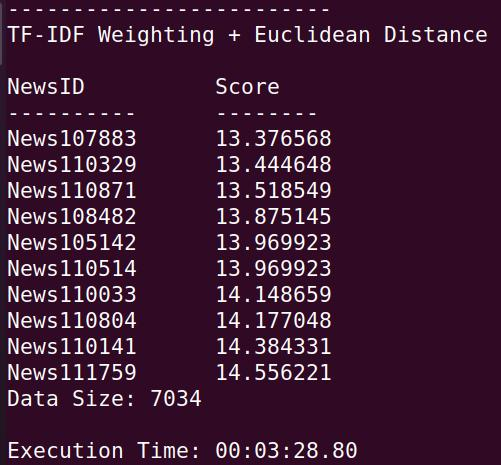 -------------------------
TF-IDF Weighting + Euclidean Distance
NewsID Score
---------- --------
News107883 13.376568
News110329 13.444648
News110871 13.518549
News108482 13.875145
News105142 13.969923
News110514 13.969923
News110033 14.148659
News110804 14.177048
News110141 14.384331
News111759 14.556221
Data Size: 7034
Execution Time: 00:03:28.80